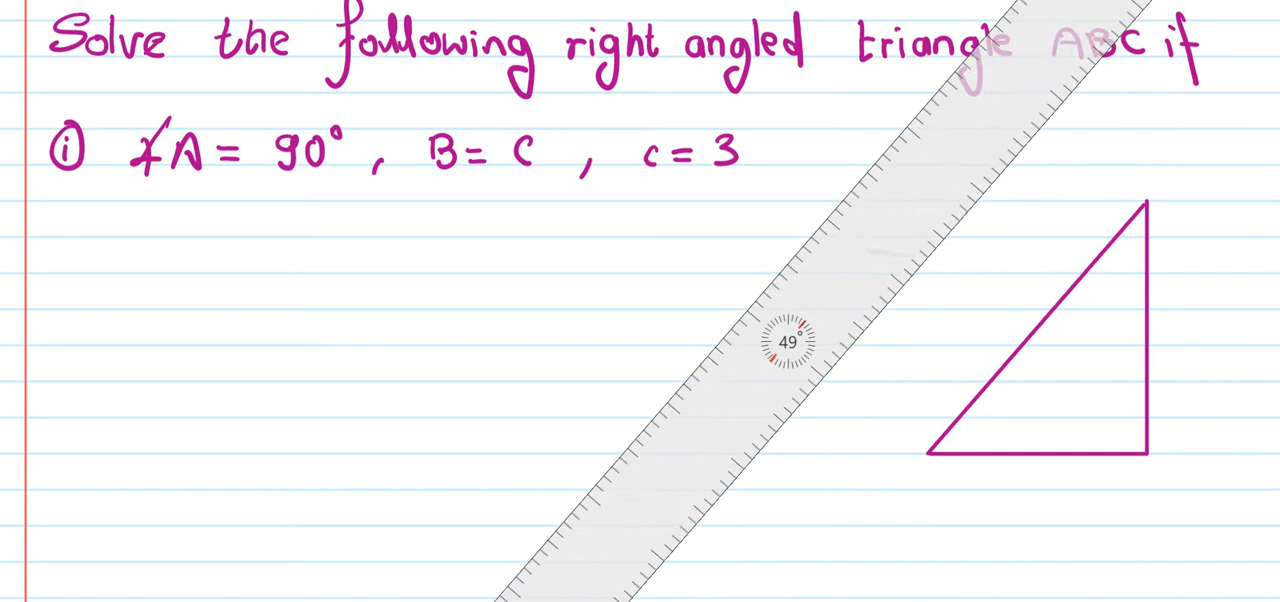 Solve the following right angled triangle ABC if
i ∡A = 90°, B = C, c = 3
49°